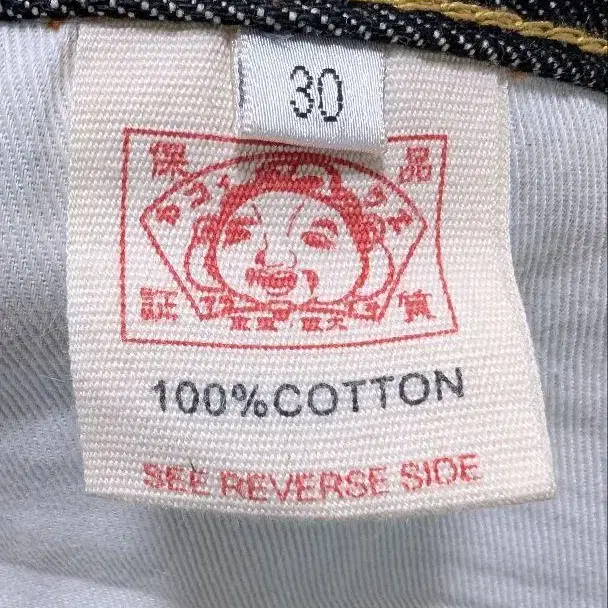 30
保 品
証 質
100%COTTON
SEE REVERSE SIDE